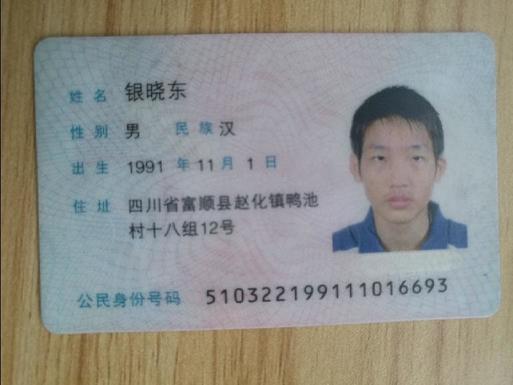 姓名 银晓东
性别 男 民族 汉
出生 1991 年 11 月 1 日
住址 四川省富顺县赵化镇鸭池
村十八组12号
公民身份号码 510322199111016693